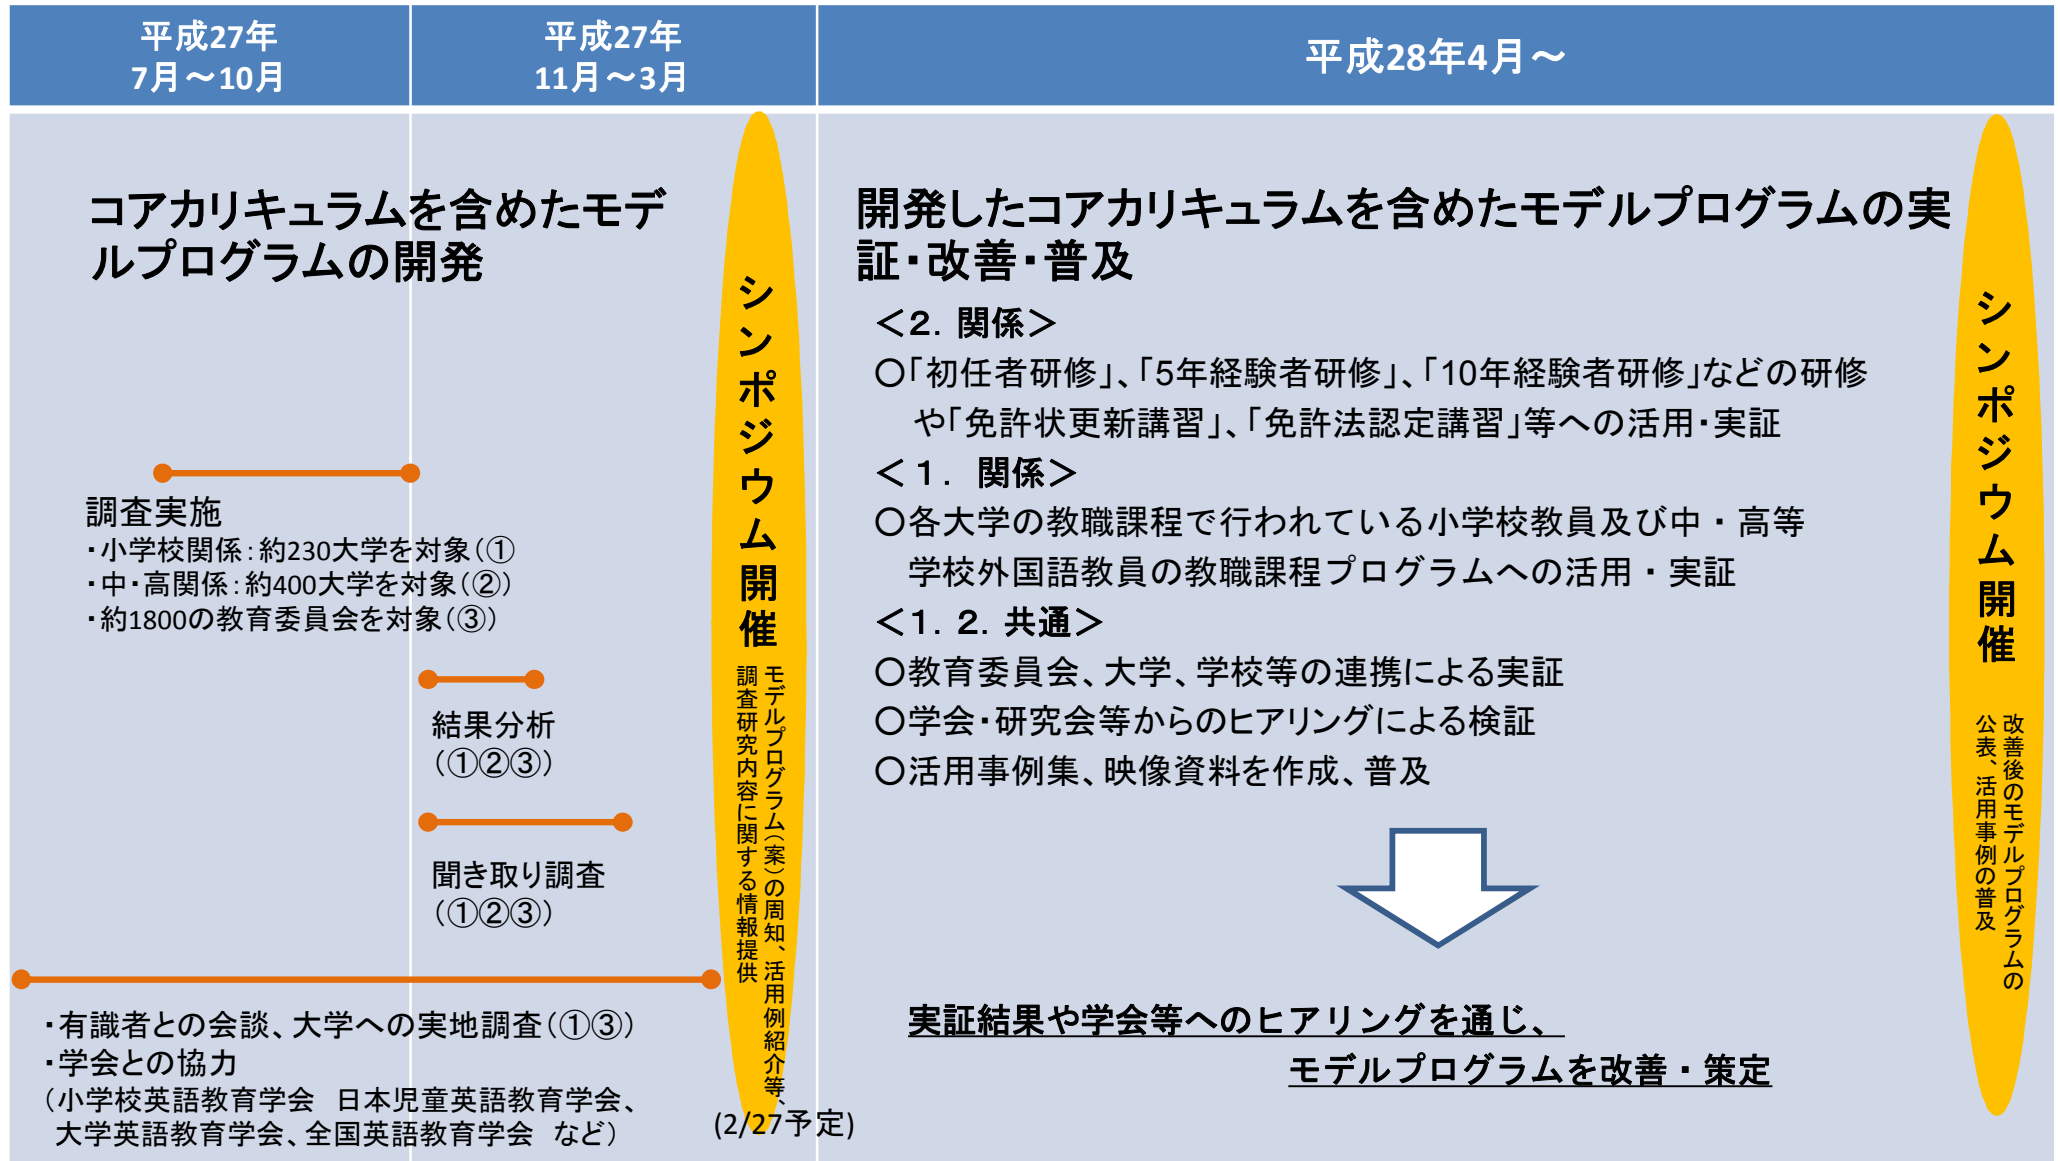 平成27年
7月～10月
平成27年
11月～3月
平成28年4月～
コアカリキュラムを含めたモデ
ルプログラムの開発
調査実施
・小学校関係：約230大学を対象（①
・中・高関係：約400大学を対象（②）
・約1800の教育委員会を対象（③）
結果分析
（①②③）
聞き取り調査
（①②③）
・有識者との会談、大学への実地調査（①③）
・学会との協力
（小学校英語教育学会　日本児童英語教育学会、
大学英語教育学会、全国英語教育学会　など）
シンポジウム開催
モデルプログラム（案）の周知、活用例紹介等、
調査研究内容に関する情報提供
(2/27予定)
開発したコアカリキュラムを含めたモデルプログラムの実
証・改善・普及
＜２．関係＞
○「初任者研修」、「5年経験者研修」、「10年経験者研修」などの研修
や「免許状更新講習」、「免許法認定講習」等への活用・実証
＜１．関係＞
○各大学の教職課程で行われている小学校教員及び中・高等
学校外国語教員の教職課程プログラムへの活用・実証
＜１．２．共通＞
○教育委員会、大学、学校等の連携による実証
○学会・研究会等からのヒアリングによる検証
○活用事例集、映像資料を作成、普及
実証結果や学会等へのヒアリングを通じ、
モデルプログラムを改善・策定
シンポジウム開催
改善後のモデルプログラムの
公表、活用事例の普及